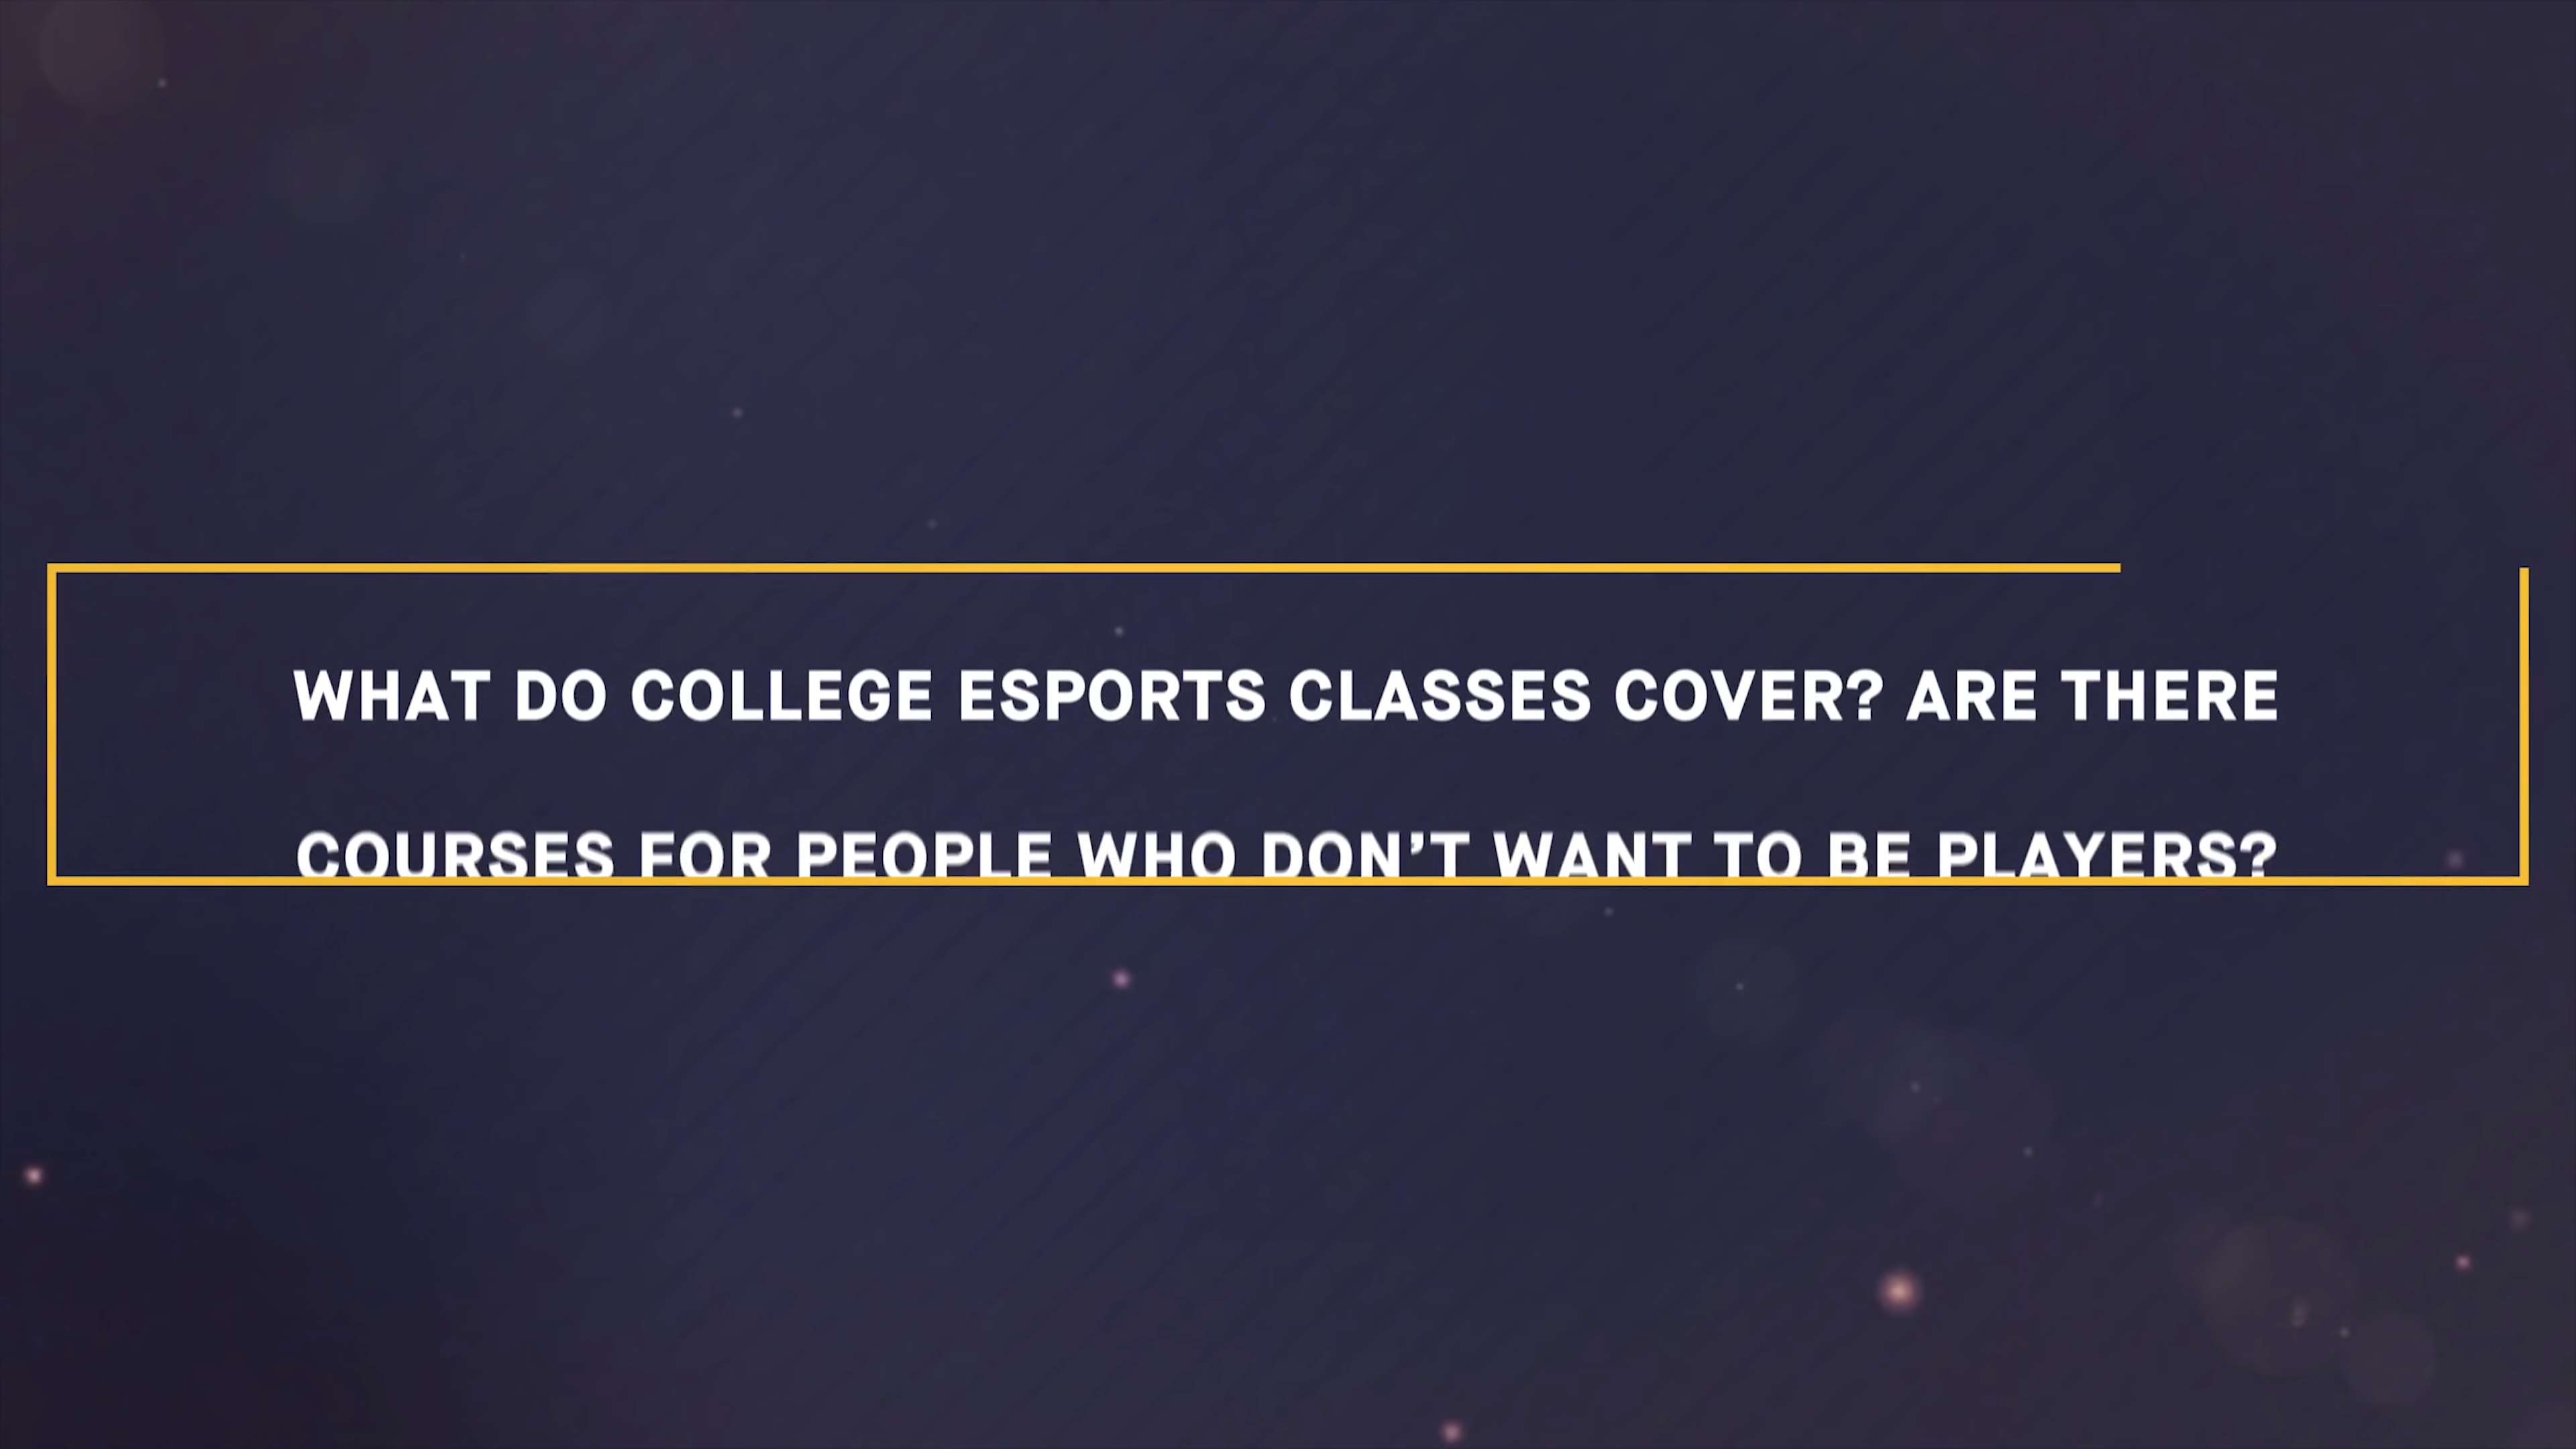 WHAT DO COLLEGE ESPORTS CLASSES COVER? ARE THERE
COURSES FOR PEOPLE WHO DON’T WANT TO BE PLAYERS?